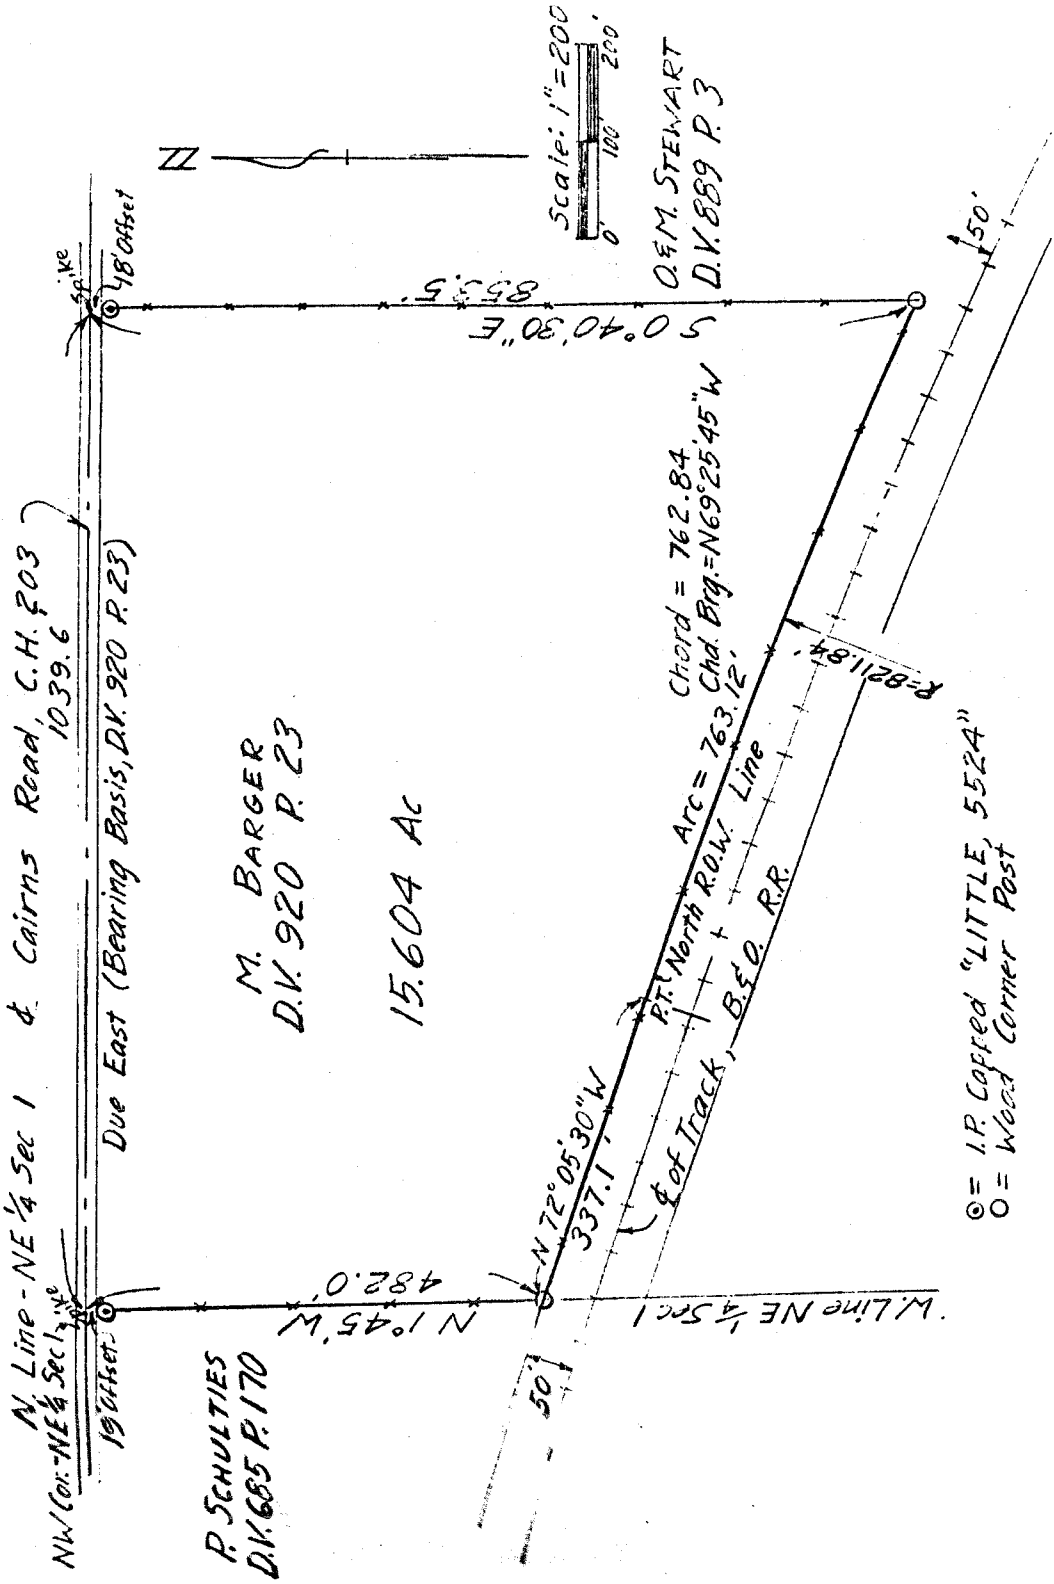 N. Line - NE ¼ Sec 1 & Cairns Road, C.H. 203
1039.6
NW Cor.-NE ¼ Sec 1
Spike
19' Offset
Spike
48' Offset
Due East (Bearing Basis, D.V. 920 P. 23)
N
Scale: 1"=200'
0' 100' 200'
P. SCHULTIES
D.V. 685 P. 170
N 1°45' W
482.0'
M. BARGER
D.V. 920 P. 23
15.604 Ac
S 0°40'30" E
853.5'
O.& M. STEWART
D.V. 889 P. 3
N 72°05'30" W
337.1'
P.T.
Chord = 762.84
Chd. Brg.= N69°25'45" W
Arc = 763.12'
North R.O.W. Line
R=8211.84'
℄ of Track, B.& O. R.R.
50'
50'
W. Line NE ¼ Sec 1
⊙ = I.P. Capped "LITTLE, 5524"
O = Wood Corner Post